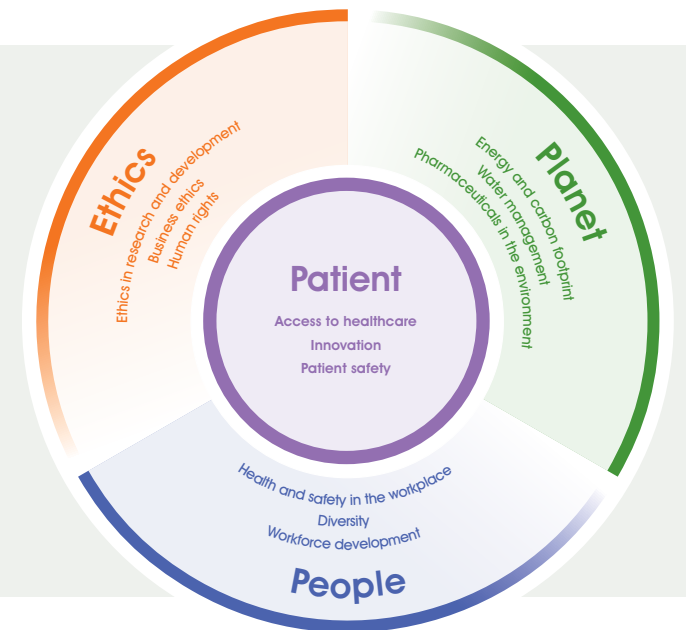 Ethics
Ethics in research and development
Business ethics
Human rights
Planet
Energy and carbon footprint
Water management
Pharmaceuticals in the environment
Patient
Access to healthcare
Innovation
Patient safety
Health and safety in the workplace
Diversity
Workforce development
People